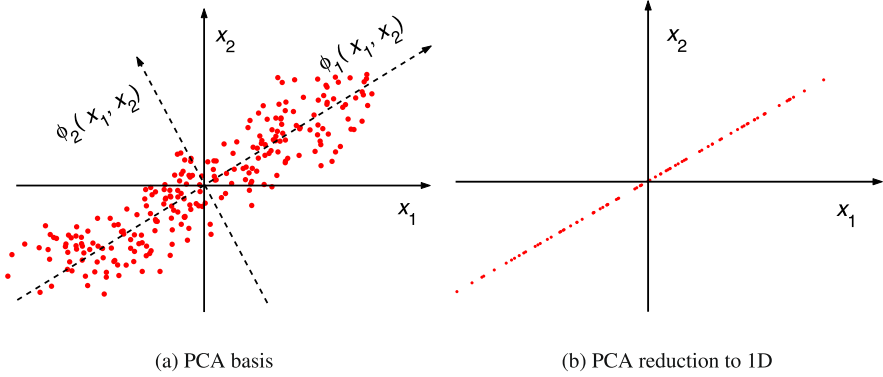 x₂
ϕ₁(x₁, x₂)
ϕ₂(x₁, x₂)
x₁
x₂
x₁
(a) PCA basis
(b) PCA reduction to 1D